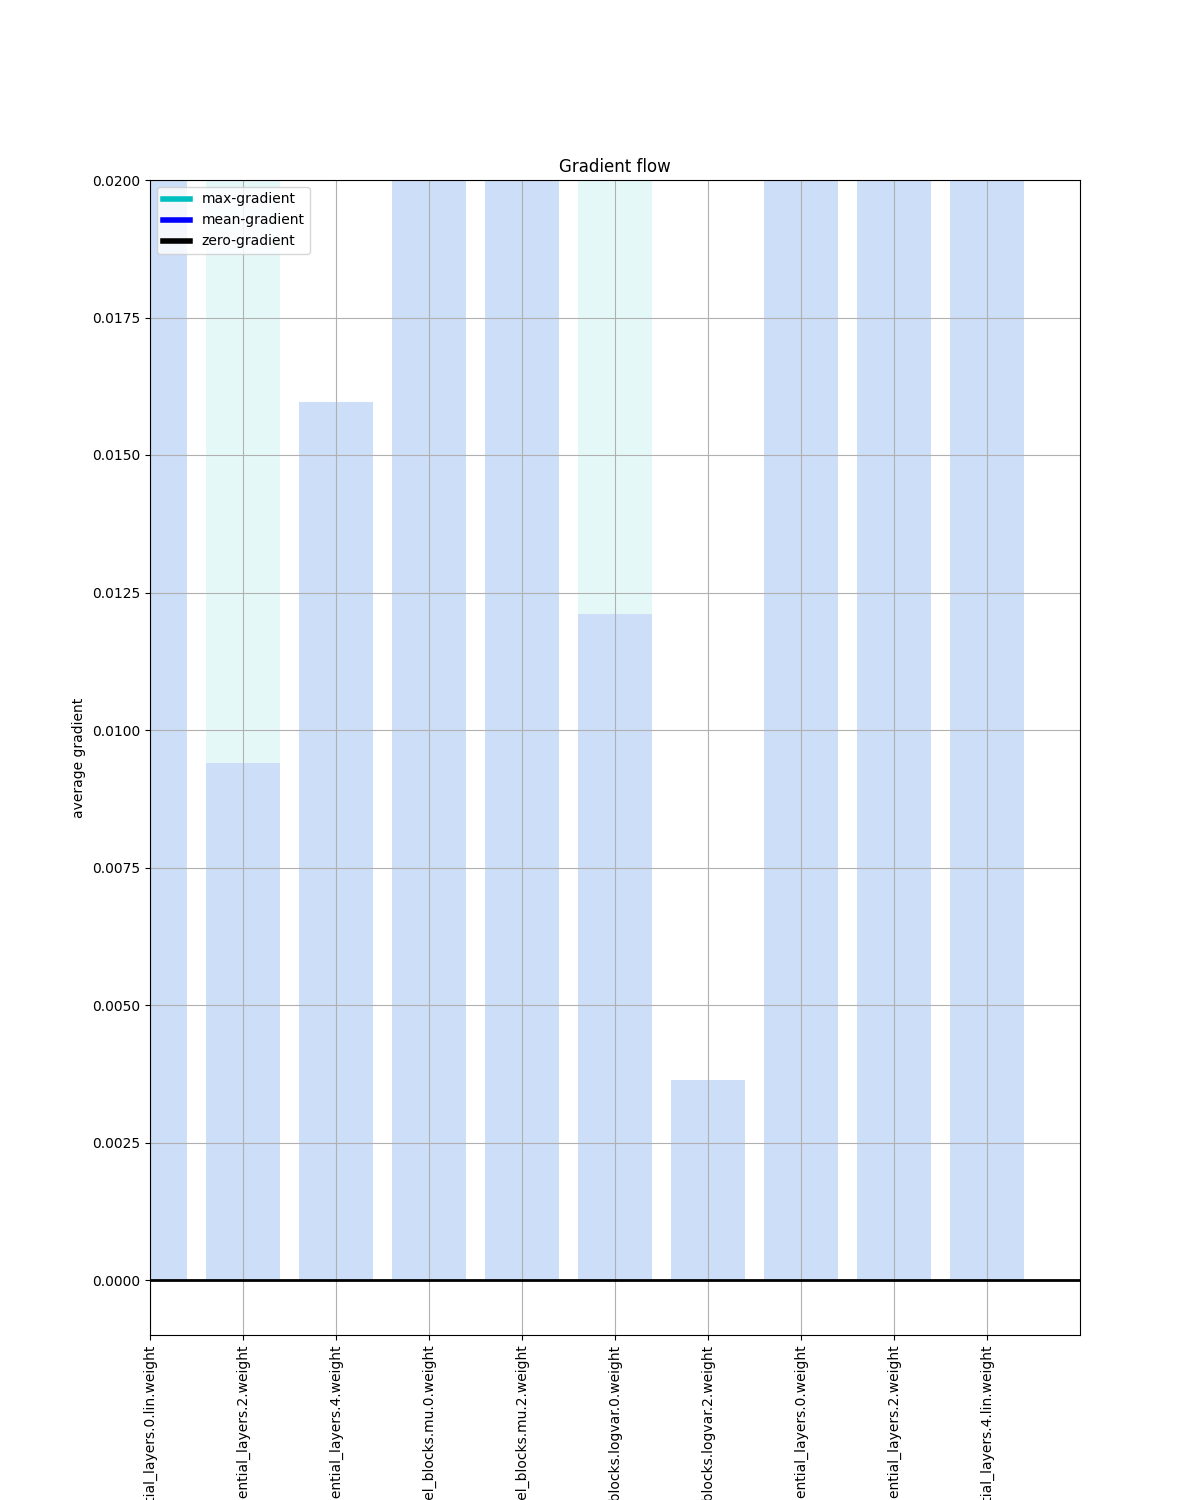 Gradient flow
max-gradient
mean-gradient
zero-gradient
0.0200
0.0175
0.0150
0.0125
0.0100
0.0075
0.0050
0.0025
0.0000
average gradient
tial_layers.0.lin.weight
ential_layers.2.weight
ential_layers.4.weight
el_blocks.mu.0.weight
el_blocks.mu.2.weight
blocks.logvar.0.weight
blocks.logvar.2.weight
ential_layers.0.weight
ential_layers.2.weight
tial_layers.4.lin.weight